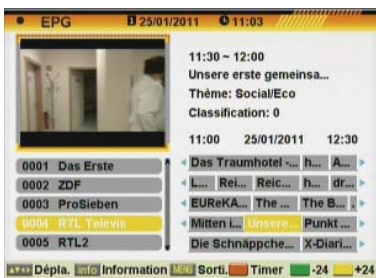 EPG 25/01/2011 11:03
11:30 ~ 12:00
Unsere erste gemeinsa...
Thème: Social/Eco
Classification: 0
11:00 25/01/2011 12:30
0001 Das Erste
Das Traumhotel -... h... A...
0002 ZDF
L... Rei... Reic... h... dr...
0003 ProSieben
EUReKA... The ... The B... .
0004 RTL Televis
Mitten i... Unsere... Punkt ...
0005 RTL2
Die Schnäppche... X-Diari...
Dépla. info Information MENU Sorti. Timer -24 +24